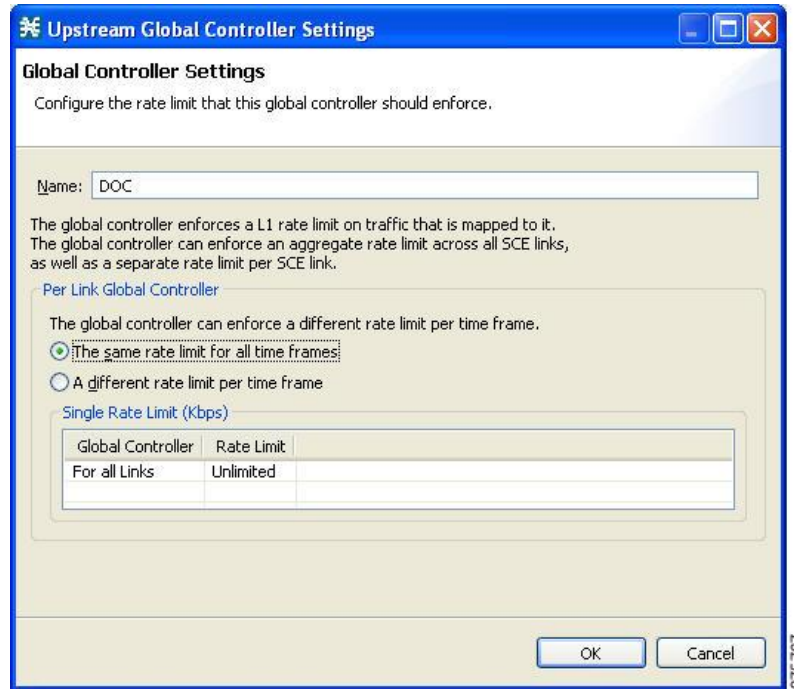 Upstream Global Controller Settings
Global Controller Settings
Configure the rate limit that this global controller should enforce.
Name: DOC
The global controller enforces a L1 rate limit on traffic that is mapped to it.
The global controller can enforce an aggregate rate limit across all SCE links,
as well as a separate rate limit per SCE link.
Per Link Global Controller
The global controller can enforce a different rate limit per time frame.
The same rate limit for all time frames
A different rate limit per time frame
Single Rate Limit (Kbps)
Global Controller Rate Limit
For all Links Unlimited
OK Cancel